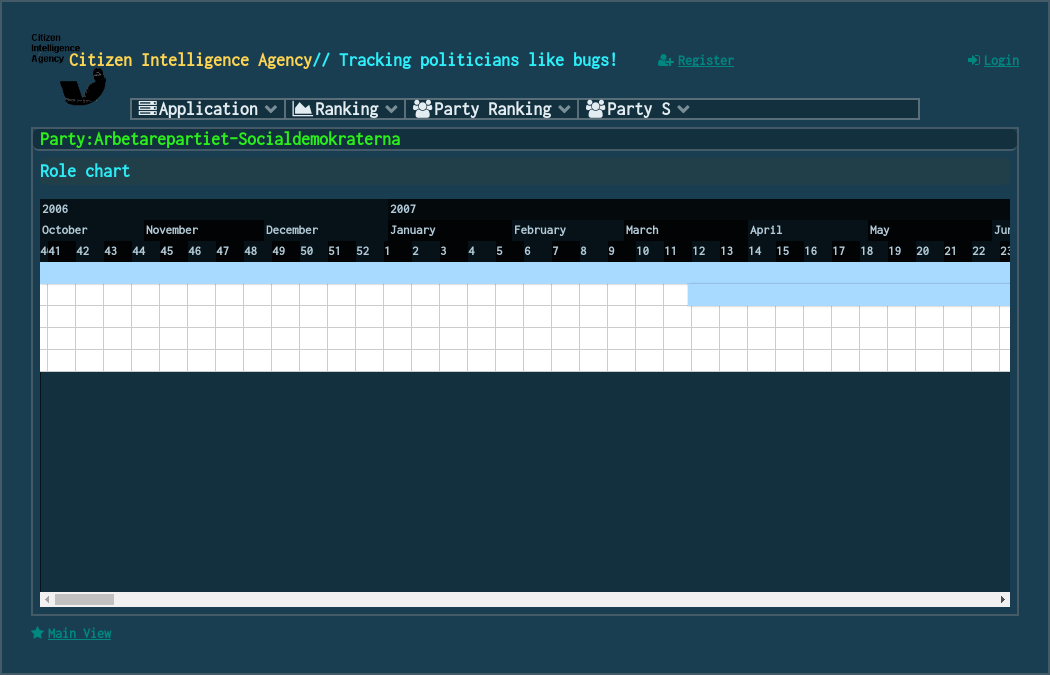 Citizen
Intelligence
Agency
Citizen Intelligence Agency// Tracking politicians like bugs!
Register
Login
Application
Ranking
Party Ranking
Party S
Party:Arbetarepartiet-Socialdemokraterna
Role chart
2006 2007
October November December January February March April May Jun
4 41 42 43 44 45 46 47 48 49 50 51 52 1 2 3 4 5 6 7 8 9 10 11 12 13 14 15 16 17 18 19 20 21 22 23
Main View